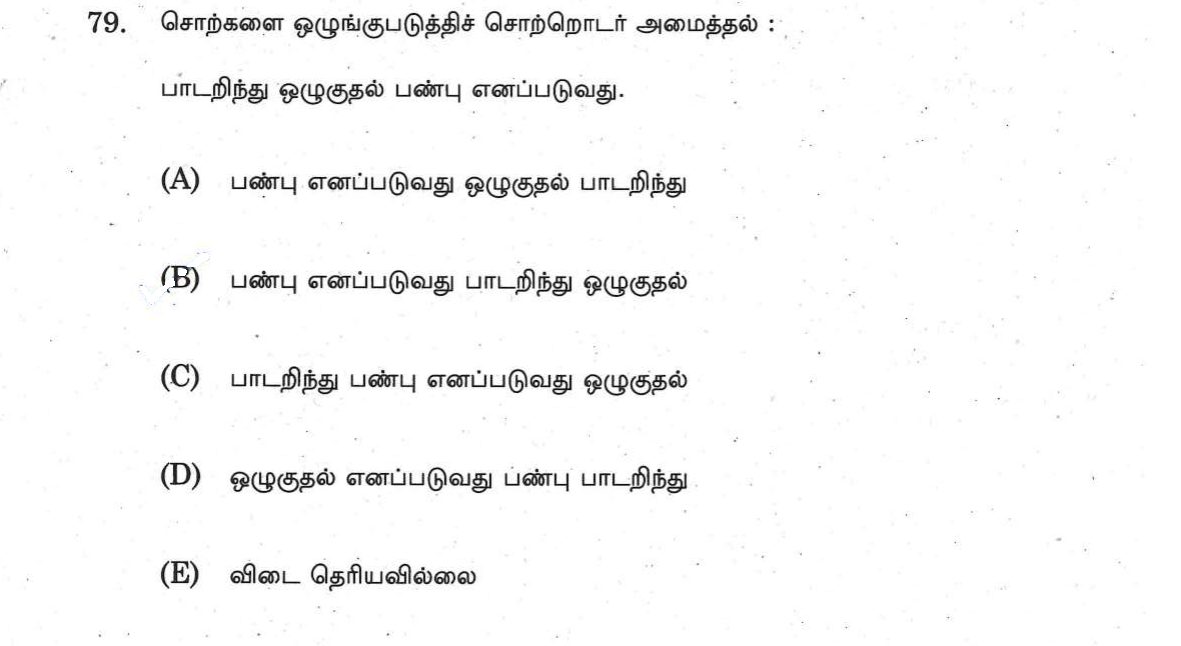 79. சொற்களை ஒழுங்குபடுத்திச் சொற்றொடர் அமைத்தல் :
பாடறிந்து ஒழுகுதல் பண்பு எனப்படுவது.
(A) பண்பு எனப்படுவது ஒழுகுதல் பாடறிந்து
(B) பண்பு எனப்படுவது பாடறிந்து ஒழுகுதல்
(C) பாடறிந்து பண்பு எனப்படுவது ஒழுகுதல்
(D) ஒழுகுதல் எனப்படுவது பண்பு பாடறிந்து
(E) விடை தெரியவில்லை